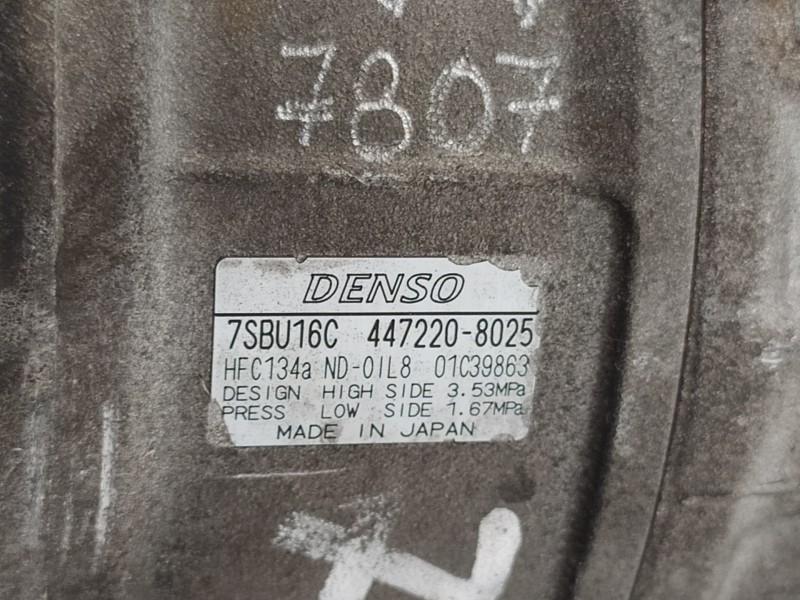 7807
DENSO
7SBU16C 447220-8025
HFC134a ND-OIL8 01C39863
DESIGN HIGH SIDE 3.53MPa
PRESS LOW SIDE 1.67MPa
MADE IN JAPAN